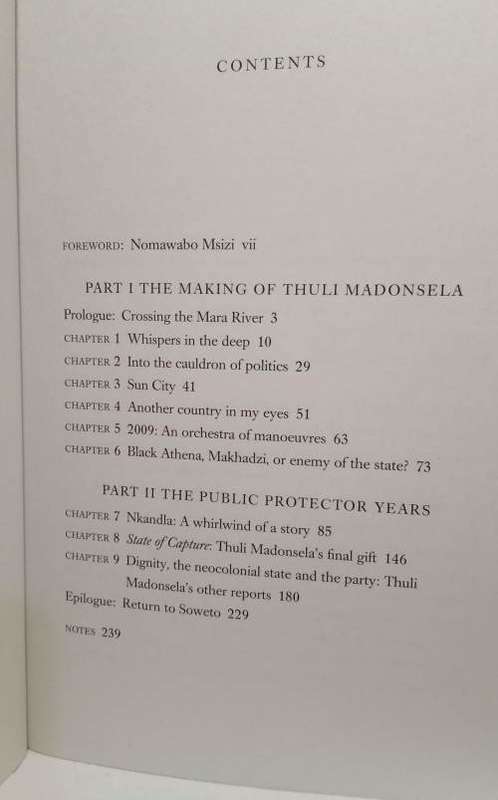 CONTENTS
FOREWORD: Nomawabo Msizi vii
PART I THE MAKING OF THULI MADONSELA
Prologue: Crossing the Mara River 3
CHAPTER 1 Whispers in the deep 10
CHAPTER 2 Into the cauldron of politics 29
CHAPTER 3 Sun City 41
CHAPTER 4 Another country in my eyes 51
CHAPTER 5 2009: An orchestra of manoeuvres 63
CHAPTER 6 Black Athena, Makhadzi, or enemy of the state? 73
PART II THE PUBLIC PROTECTOR YEARS
CHAPTER 7 Nkandla: A whirlwind of a story 85
CHAPTER 8 State of Capture: Thuli Madonsela's final gift 146
CHAPTER 9 Dignity, the neocolonial state and the party: Thuli
Madonsela's other reports 180
Epilogue: Return to Soweto 229
NOTES 239